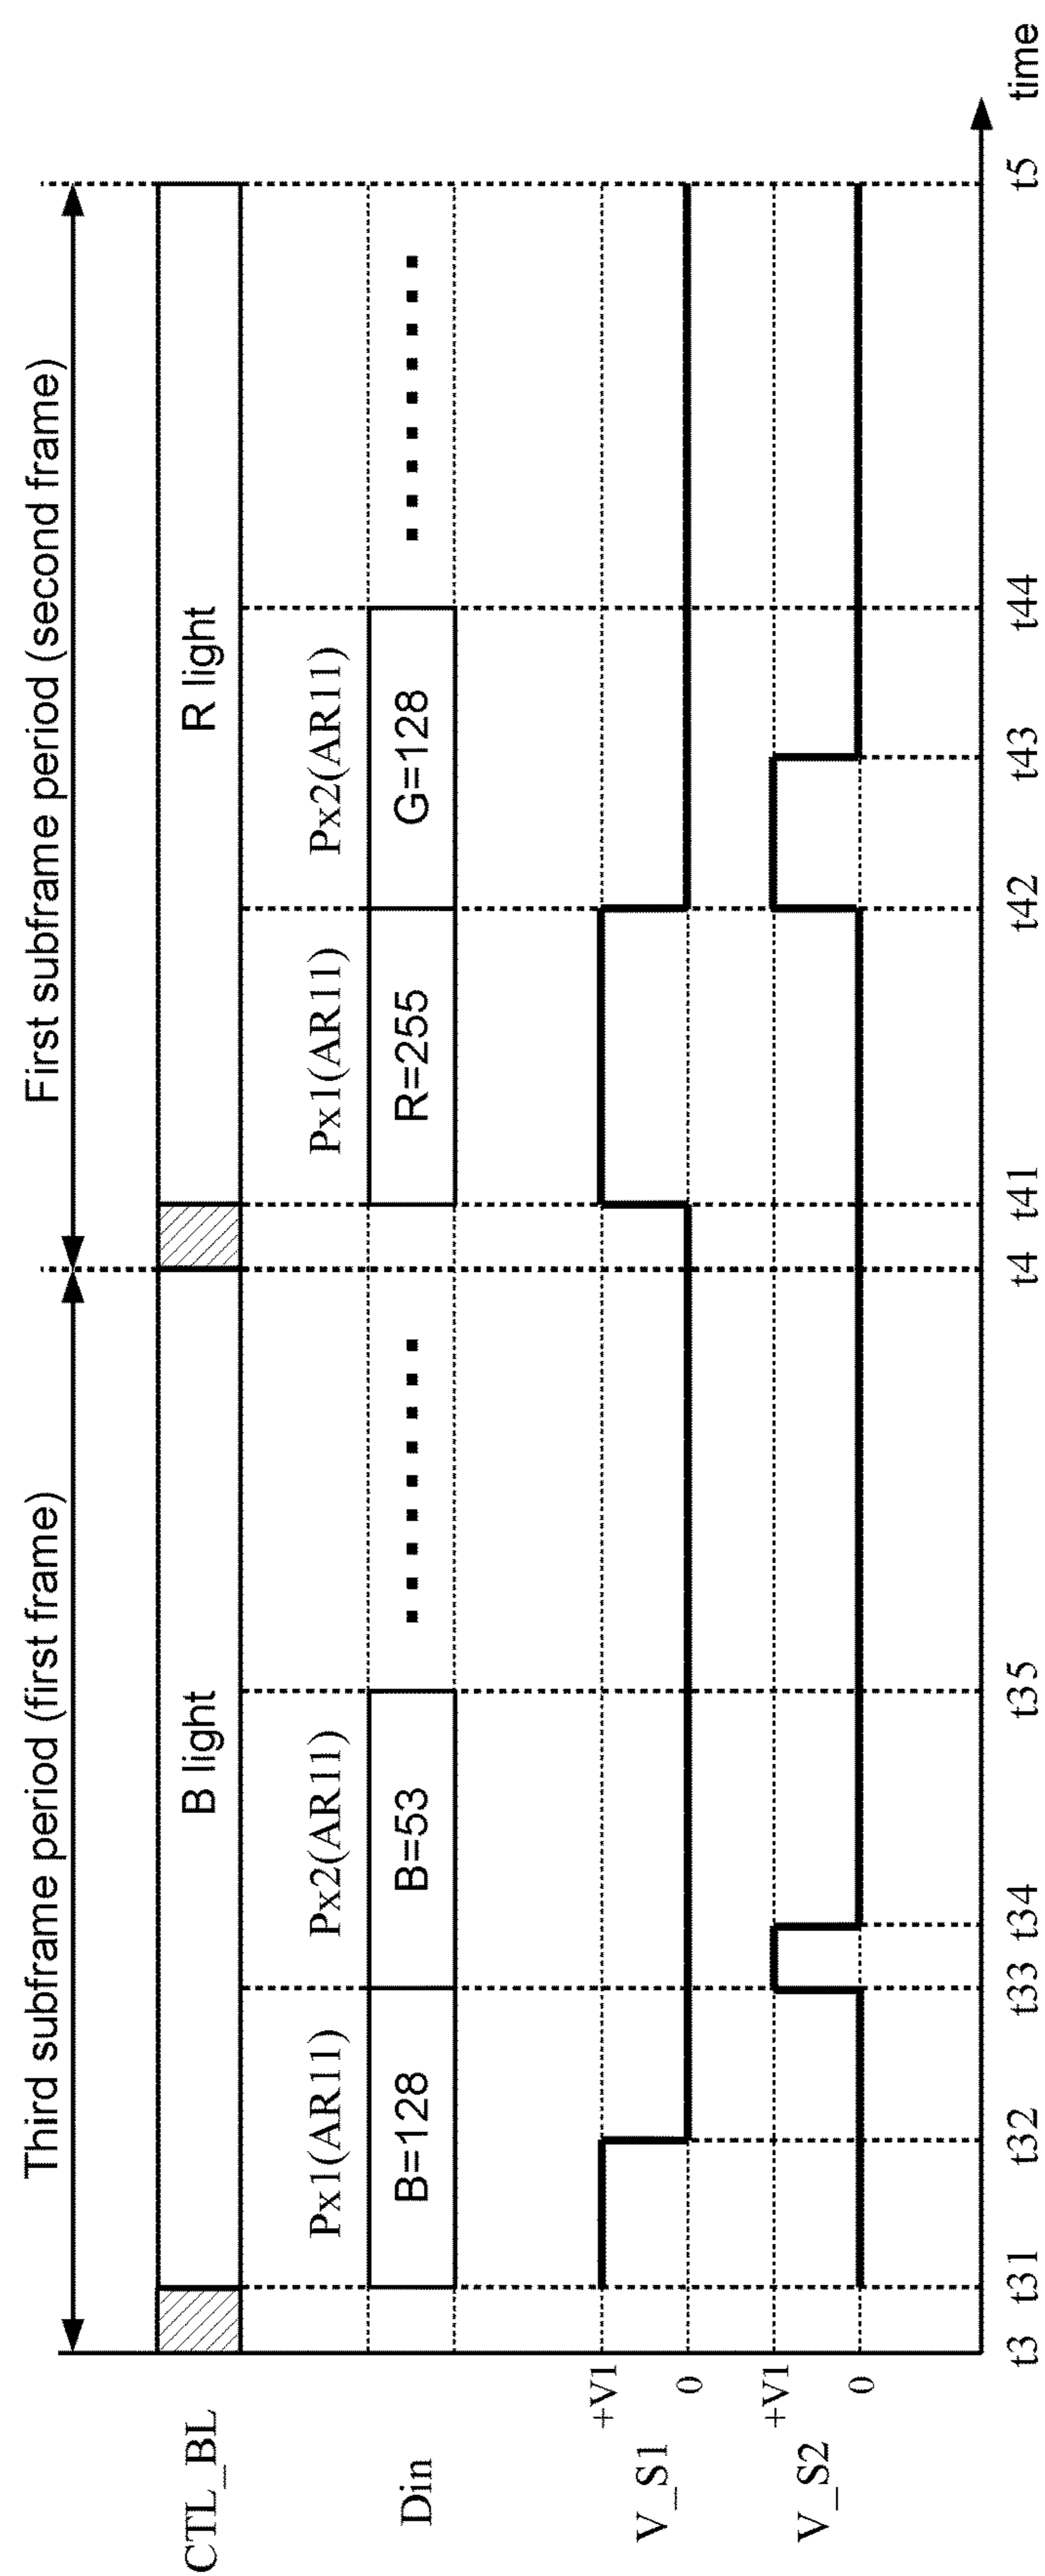 Third subframe period (first frame)
First subframe period (second frame)
CTL_BL
B light
R light
Px1(AR11)
Px2(AR11)
Px1(AR11)
Px2(AR11)
Din
B=128
B=53
R=255
G=128
+V1
V_S1
0
+V1
V_S2
0
t3
t31
t32
t33
t34
t35
t4
t41
t42
t43
t44
t5
time